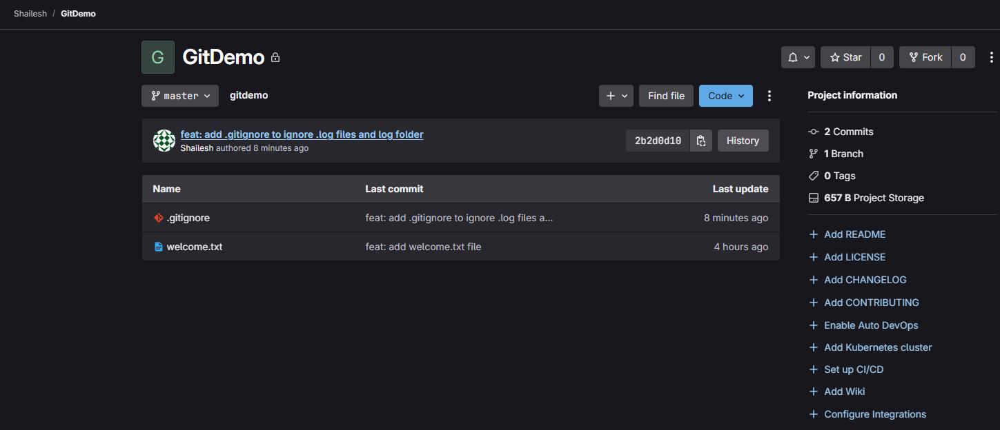 Shailesh / GitDemo
G GitDemo
Star 0 Fork 0
master gitdemo
+ Find file Code
feat: add .gitignore to ignore .log files and log folder
Shailesh authored 8 minutes ago
2b2d0d10 History
Name Last commit Last update
.gitignore feat: add .gitignore to ignore .log files a... 8 minutes ago
welcome.txt feat: add welcome.txt file 4 hours ago
Project information
2 Commits
1 Branch
0 Tags
657 B Project Storage
+ Add README
+ Add LICENSE
+ Add CHANGELOG
+ Add CONTRIBUTING
+ Enable Auto DevOps
+ Add Kubernetes cluster
+ Set up CI/CD
+ Add Wiki
+ Configure Integrations